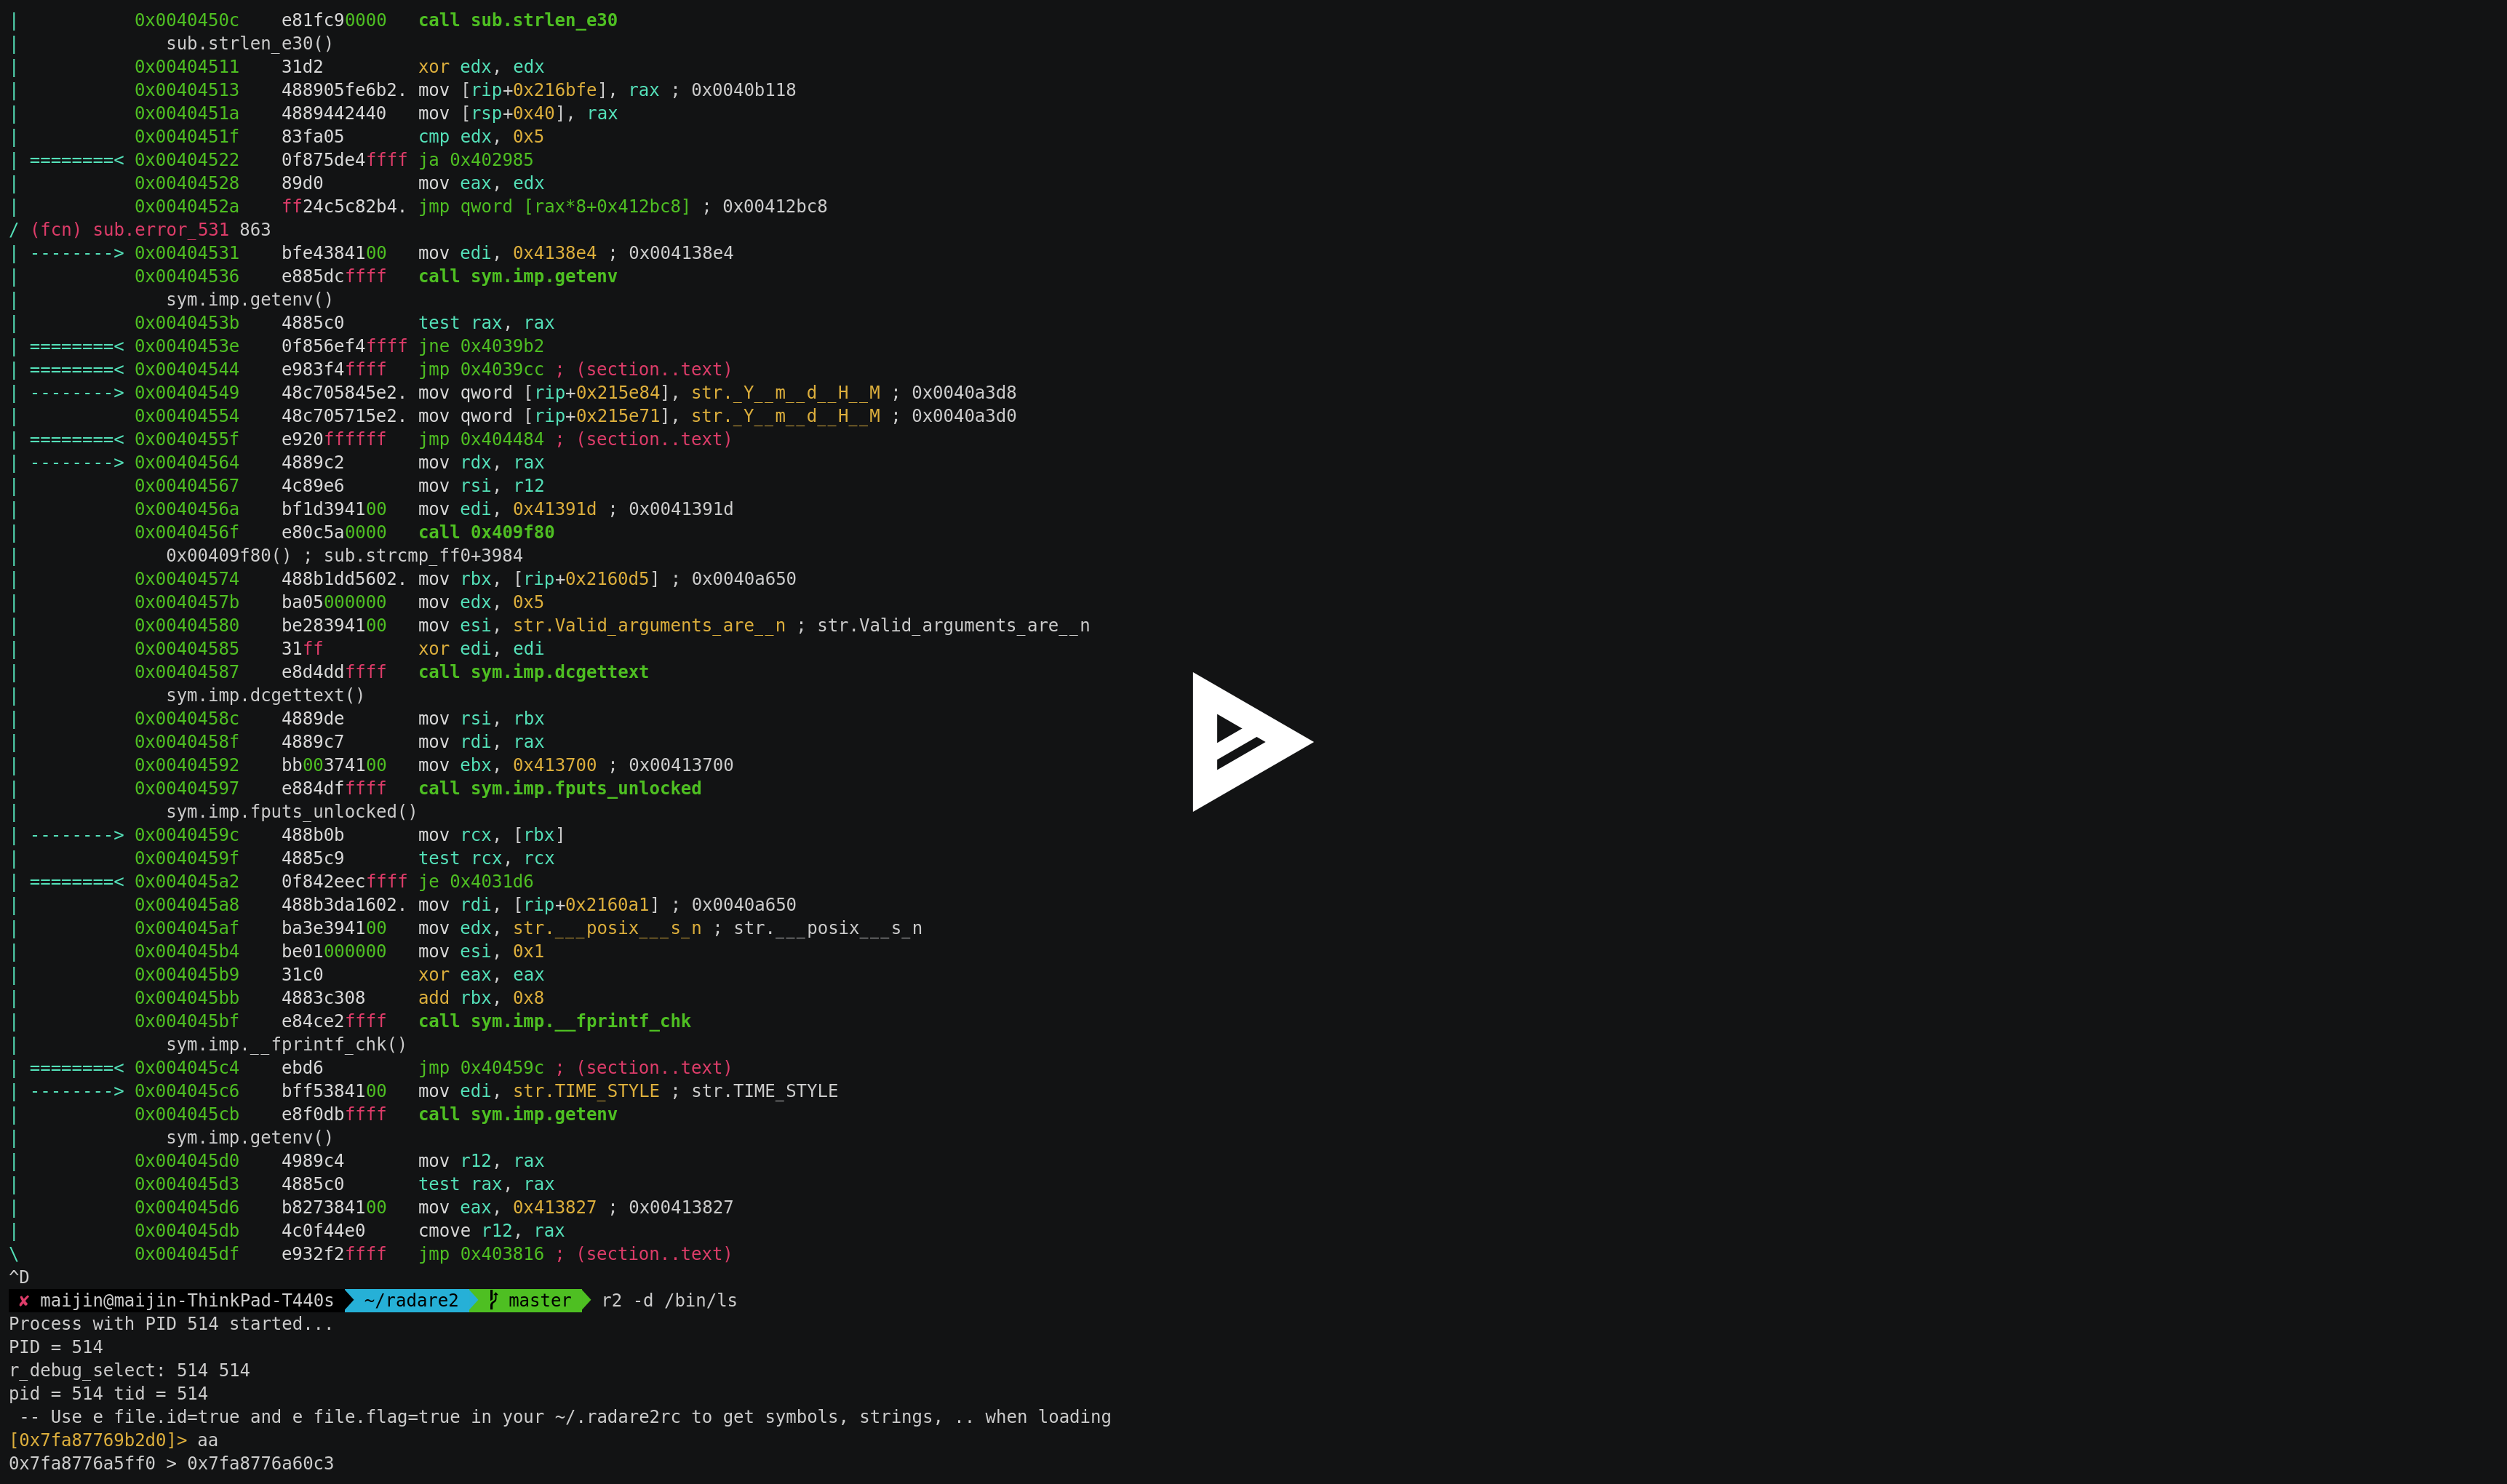 |           0x0040450c    e81fc90000   call sub.strlen_e30
|              sub.strlen_e30()
|           0x00404511    31d2         xor edx, edx
|           0x00404513    488905fe6b2. mov [rip+0x216bfe], rax ; 0x0040b118
|           0x0040451a    4889442440   mov [rsp+0x40], rax
|           0x0040451f    83fa05       cmp edx, 0x5
| ========< 0x00404522    0f875de4ffff ja 0x402985
|           0x00404528    89d0         mov eax, edx
|           0x0040452a    ff24c5c82b4. jmp qword [rax*8+0x412bc8] ; 0x00412bc8
/ (fcn) sub.error_531 863
| --------> 0x00404531    bfe4384100   mov edi, 0x4138e4 ; 0x004138e4
|           0x00404536    e885dcffff   call sym.imp.getenv
|              sym.imp.getenv()
|           0x0040453b    4885c0       test rax, rax
| ========< 0x0040453e    0f856ef4ffff jne 0x4039b2
| ========< 0x00404544    e983f4ffff   jmp 0x4039cc ; (section..text)
| --------> 0x00404549    48c705845e2. mov qword [rip+0x215e84], str._Y__m__d__H__M ; 0x0040a3d8
|           0x00404554    48c705715e2. mov qword [rip+0x215e71], str._Y__m__d__H__M ; 0x0040a3d0
| ========< 0x0040455f    e920ffffff   jmp 0x404484 ; (section..text)
| --------> 0x00404564    4889c2       mov rdx, rax
|           0x00404567    4c89e6       mov rsi, r12
|           0x0040456a    bf1d394100   mov edi, 0x41391d ; 0x0041391d
|           0x0040456f    e80c5a0000   call 0x409f80
|              0x00409f80() ; sub.strcmp_ff0+3984
|           0x00404574    488b1dd5602. mov rbx, [rip+0x2160d5] ; 0x0040a650
|           0x0040457b    ba05000000   mov edx, 0x5
|           0x00404580    be28394100   mov esi, str.Valid_arguments_are__n ; str.Valid_arguments_are__n
|           0x00404585    31ff         xor edi, edi
|           0x00404587    e8d4ddffff   call sym.imp.dcgettext
|              sym.imp.dcgettext()
|           0x0040458c    4889de       mov rsi, rbx
|           0x0040458f    4889c7       mov rdi, rax
|           0x00404592    bb00374100   mov ebx, 0x413700 ; 0x00413700
|           0x00404597    e884dfffff   call sym.imp.fputs_unlocked
|              sym.imp.fputs_unlocked()
| --------> 0x0040459c    488b0b       mov rcx, [rbx]
|           0x0040459f    4885c9       test rcx, rcx
| ========< 0x004045a2    0f842eecffff je 0x4031d6
|           0x004045a8    488b3da1602. mov rdi, [rip+0x2160a1] ; 0x0040a650
|           0x004045af    ba3e394100   mov edx, str.___posix___s_n ; str.___posix___s_n
|           0x004045b4    be01000000   mov esi, 0x1
|           0x004045b9    31c0         xor eax, eax
|           0x004045bb    4883c308     add rbx, 0x8
|           0x004045bf    e84ce2ffff   call sym.imp.__fprintf_chk
|              sym.imp.__fprintf_chk()
| ========< 0x004045c4    ebd6         jmp 0x40459c ; (section..text)
| --------> 0x004045c6    bff5384100   mov edi, str.TIME_STYLE ; str.TIME_STYLE
|           0x004045cb    e8f0dbffff   call sym.imp.getenv
|              sym.imp.getenv()
|           0x004045d0    4989c4       mov r12, rax
|           0x004045d3    4885c0       test rax, rax
|           0x004045d6    b827384100   mov eax, 0x413827 ; 0x00413827
|           0x004045db    4c0f44e0     cmove r12, rax
\           0x004045df    e932f2ffff   jmp 0x403816 ; (section..text)
^D
✘ maijin@maijin-ThinkPad-T440s ~/radare2 master r2 -d /bin/ls
Process with PID 514 started...
PID = 514
r_debug_select: 514 514
pid = 514 tid = 514
 -- Use e file.id=true and e file.flag=true in your ~/.radare2rc to get symbols, strings, .. when loading
[0x7fa87769b2d0]> aa
0x7fa8776a5ff0 > 0x7fa8776a60c3